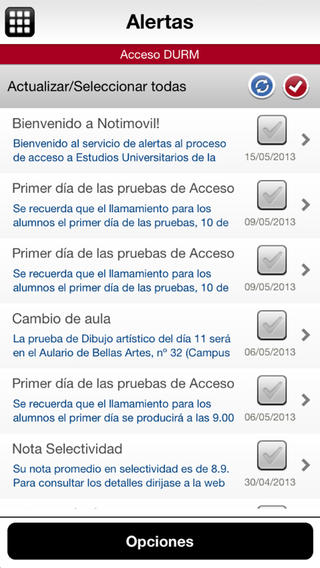 Alertas
Acceso DURM
Actualizar/Seleccionar todas
Bienvenido a Notimovil!
Bienvenido al servicio de alertas al proceso
de acceso a Estudios Universitarios de la
15/05/2013
Primer día de las pruebas de Acceso
Se recuerda que el llamamiento para los
alumnos el primer día de las pruebas, 10 de
09/05/2013
Primer día de las pruebas de Acceso
Se recuerda que el llamamiento para los
alumnos el primer día de las pruebas, 10 de
09/05/2013
Cambio de aula
La prueba de Dibujo artístico del día 11 será
en el Aulario de Bellas Artes, nº 32 (Campus
06/05/2013
Primer día de las pruebas de Acceso
Se recuerda que el llamamiento para los
alumnos el primer día se producirá a las 9.00
06/05/2013
Nota Selectividad
Su nota promedio en selectividad es de 8.9.
Para consultar los detalles dirijase a la web
30/04/2013
Opciones